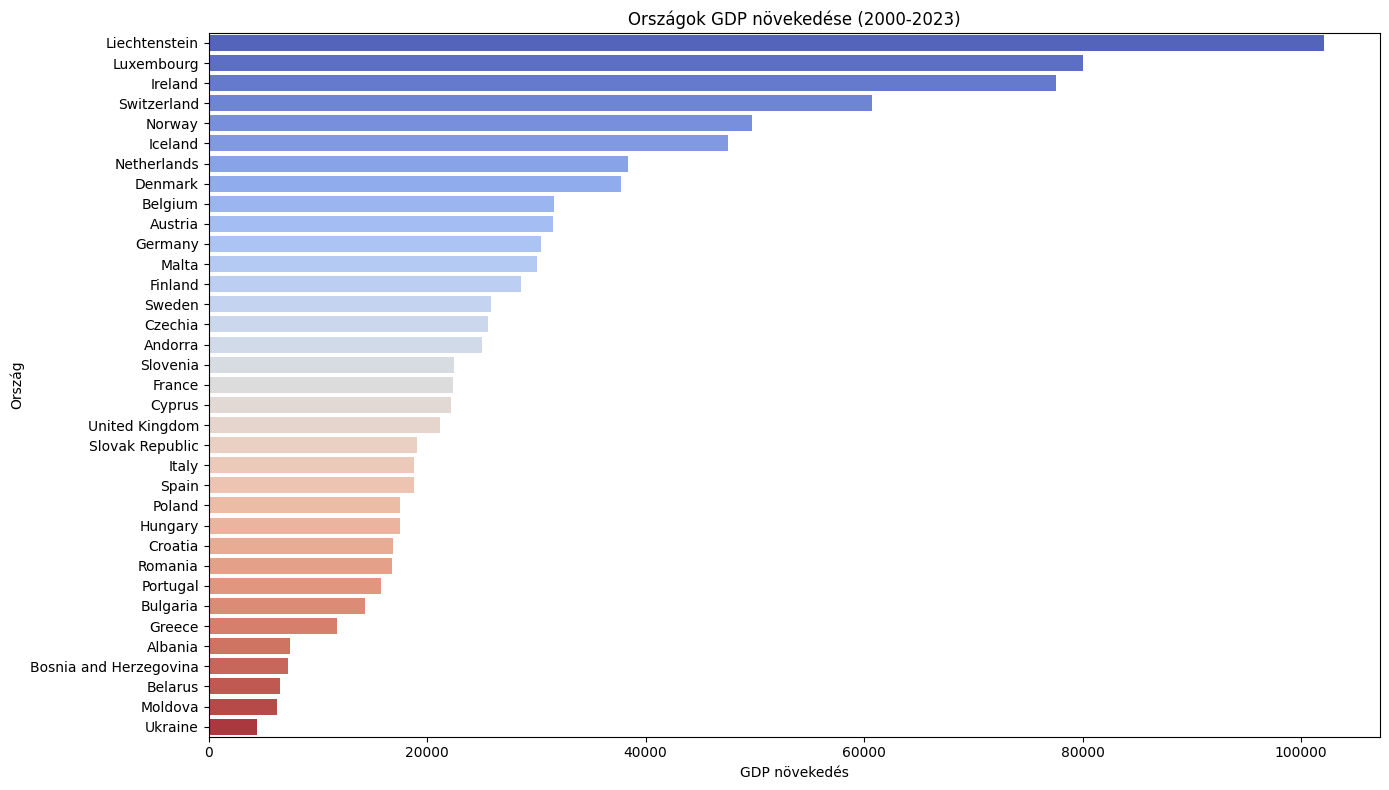 Országok GDP növekedése (2000-2023)
Liechtenstein
Luxembourg
Ireland
Switzerland
Norway
Iceland
Netherlands
Denmark
Belgium
Austria
Germany
Malta
Finland
Sweden
Czechia
Andorra
Slovenia
France
Cyprus
United Kingdom
Slovak Republic
Italy
Spain
Poland
Hungary
Croatia
Romania
Portugal
Bulgaria
Greece
Albania
Bosnia and Herzegovina
Belarus
Moldova
Ukraine
Ország
0 20000 40000 60000 80000 100000
GDP növekedés